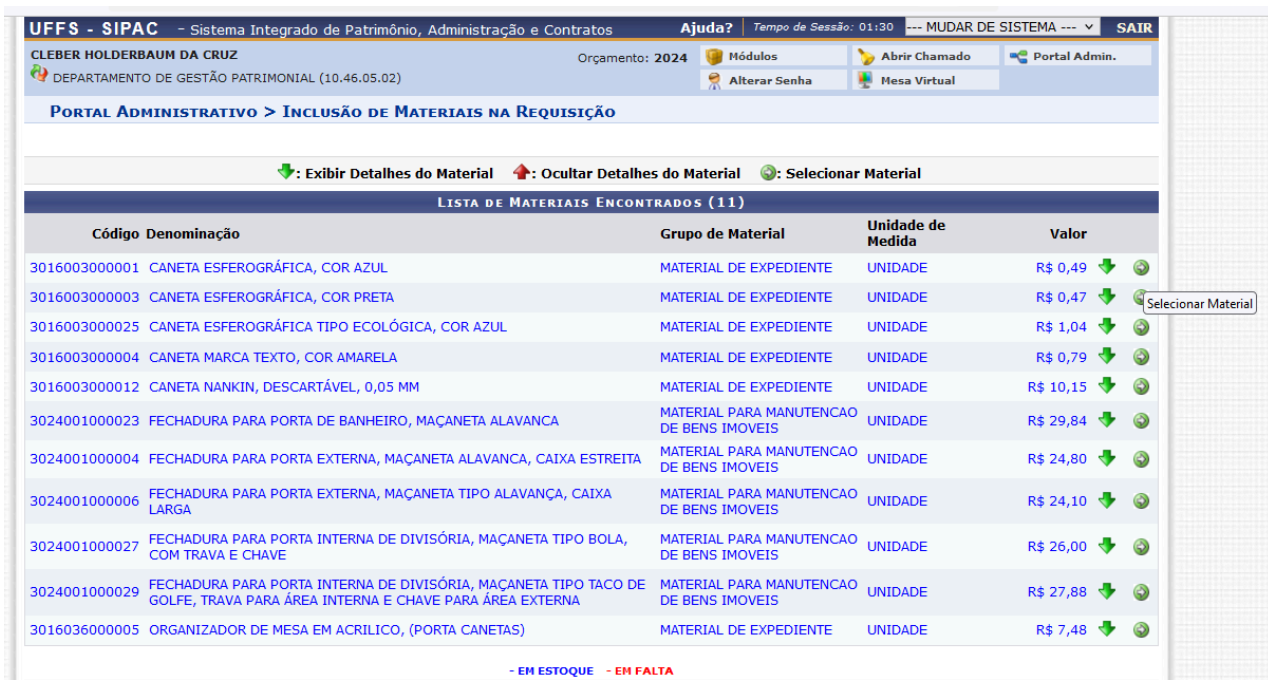 UFFS - SIPAC - Sistema Integrado de Patrimônio, Administração e Contratos Ajuda? Tempo de Sessão: 01:30 --- MUDAR DE SISTEMA --- SAIR
CLEBER HOLDERBAUM DA CRUZ Orçamento: 2024 Módulos Abrir Chamado Portal Admin.
DEPARTAMENTO DE GESTÃO PATRIMONIAL (10.46.05.02) Alterar Senha Mesa Virtual
PORTAL ADMINISTRATIVO > INCLUSÃO DE MATERIAIS NA REQUISIÇÃO
: Exibir Detalhes do Material : Ocultar Detalhes do Material : Selecionar Material
LISTA DE MATERIAIS ENCONTRADOS (11)
Código Denominação Grupo de Material Unidade de Medida Valor
3016003000001 CANETA ESFEROGRÁFICA, COR AZUL MATERIAL DE EXPEDIENTE UNIDADE R$ 0,49
3016003000003 CANETA ESFEROGRÁFICA, COR PRETA MATERIAL DE EXPEDIENTE UNIDADE R$ 0,47
Selecionar Material
3016003000025 CANETA ESFEROGRÁFICA TIPO ECOLÓGICA, COR AZUL MATERIAL DE EXPEDIENTE UNIDADE R$ 1,04
3016003000004 CANETA MARCA TEXTO, COR AMARELA MATERIAL DE EXPEDIENTE UNIDADE R$ 0,79
3016003000012 CANETA NANKIN, DESCARTÁVEL, 0,05 MM MATERIAL DE EXPEDIENTE UNIDADE R$ 10,15
3024001000023 FECHADURA PARA PORTA DE BANHEIRO, MAÇANETA ALAVANCA MATERIAL PARA MANUTENCAO DE BENS IMOVEIS UNIDADE R$ 29,84
3024001000004 FECHADURA PARA PORTA EXTERNA, MAÇANETA ALAVANCA, CAIXA ESTREITA MATERIAL PARA MANUTENCAO DE BENS IMOVEIS UNIDADE R$ 24,80
3024001000006 FECHADURA PARA PORTA EXTERNA, MAÇANETA TIPO ALAVANÇA, CAIXA LARGA MATERIAL PARA MANUTENCAO DE BENS IMOVEIS UNIDADE R$ 24,10
3024001000027 FECHADURA PARA PORTA INTERNA DE DIVISÓRIA, MAÇANETA TIPO BOLA, COM TRAVA E CHAVE MATERIAL PARA MANUTENCAO DE BENS IMOVEIS UNIDADE R$ 26,00
3024001000029 FECHADURA PARA PORTA INTERNA DE DIVISÓRIA, MAÇANETA TIPO TACO DE GOLFE, TRAVA PARA ÁREA INTERNA E CHAVE PARA ÁREA EXTERNA MATERIAL PARA MANUTENCAO DE BENS IMOVEIS UNIDADE R$ 27,88
3016036000005 ORGANIZADOR DE MESA EM ACRILICO, (PORTA CANETAS) MATERIAL DE EXPEDIENTE UNIDADE R$ 7,48
- EM ESTOQUE - EM FALTA